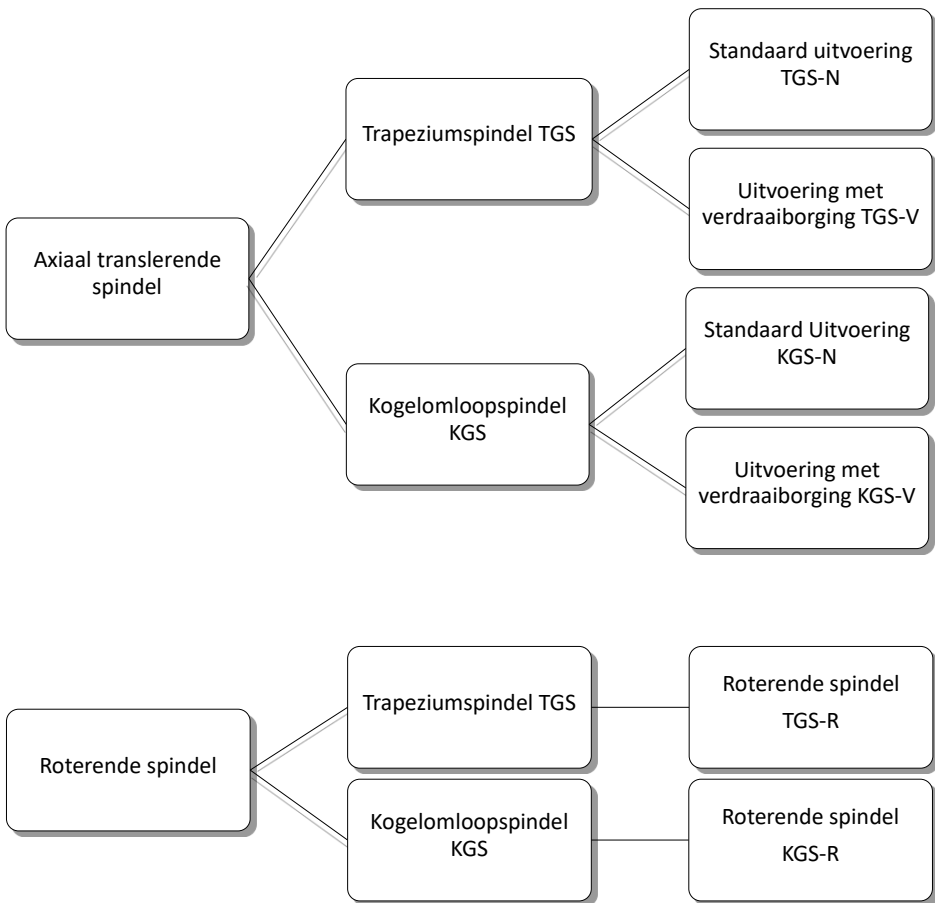 Standaard uitvoering
TGS-N
Trapeziumspindel TGS
Uitvoering met
verdraaiborging TGS-V
Axiaal translerende
spindel
Standaard Uitvoering
KGS-N
Kogelomloopspindel
KGS
Uitvoering met
verdraaiborging KGS-V
Trapeziumspindel TGS
Roterende spindel
TGS-R
Roterende spindel
Kogelomloopspindel
KGS
Roterende spindel
KGS-R